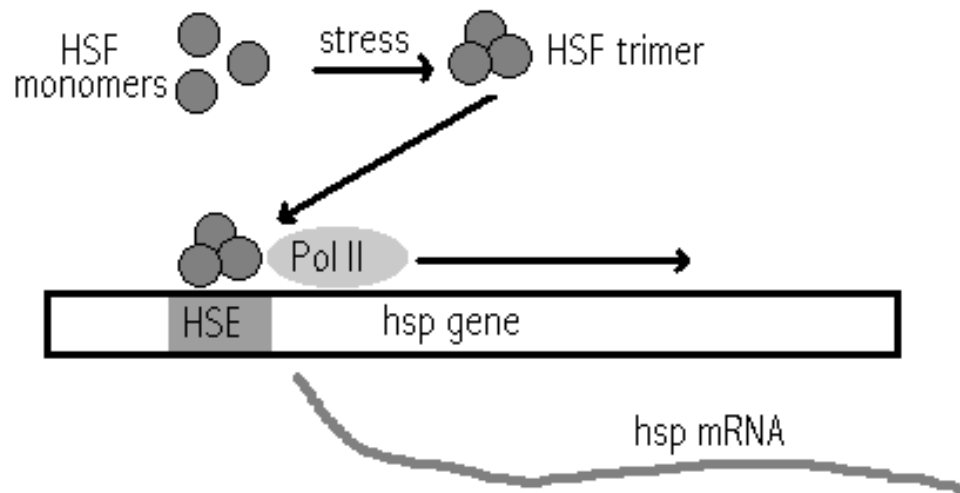 HSF
monomers
stress
HSF trimer
Pol II
HSE
hsp gene
hsp mRNA